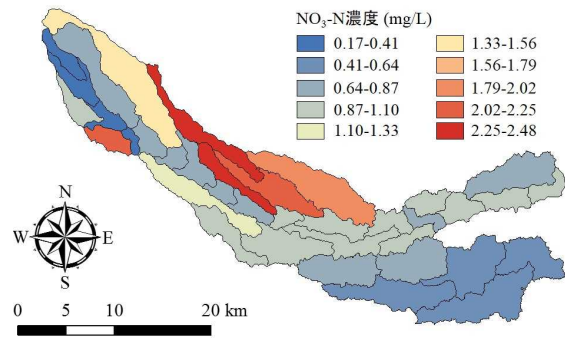 NO₃-N濃度 (mg/L)
0.17-0.41 1.33-1.56
0.41-0.64 1.56-1.79
0.64-0.87 1.79-2.02
0.87-1.10 2.02-2.25
1.10-1.33 2.25-2.48
N
W E
S
0 5 10 20 km